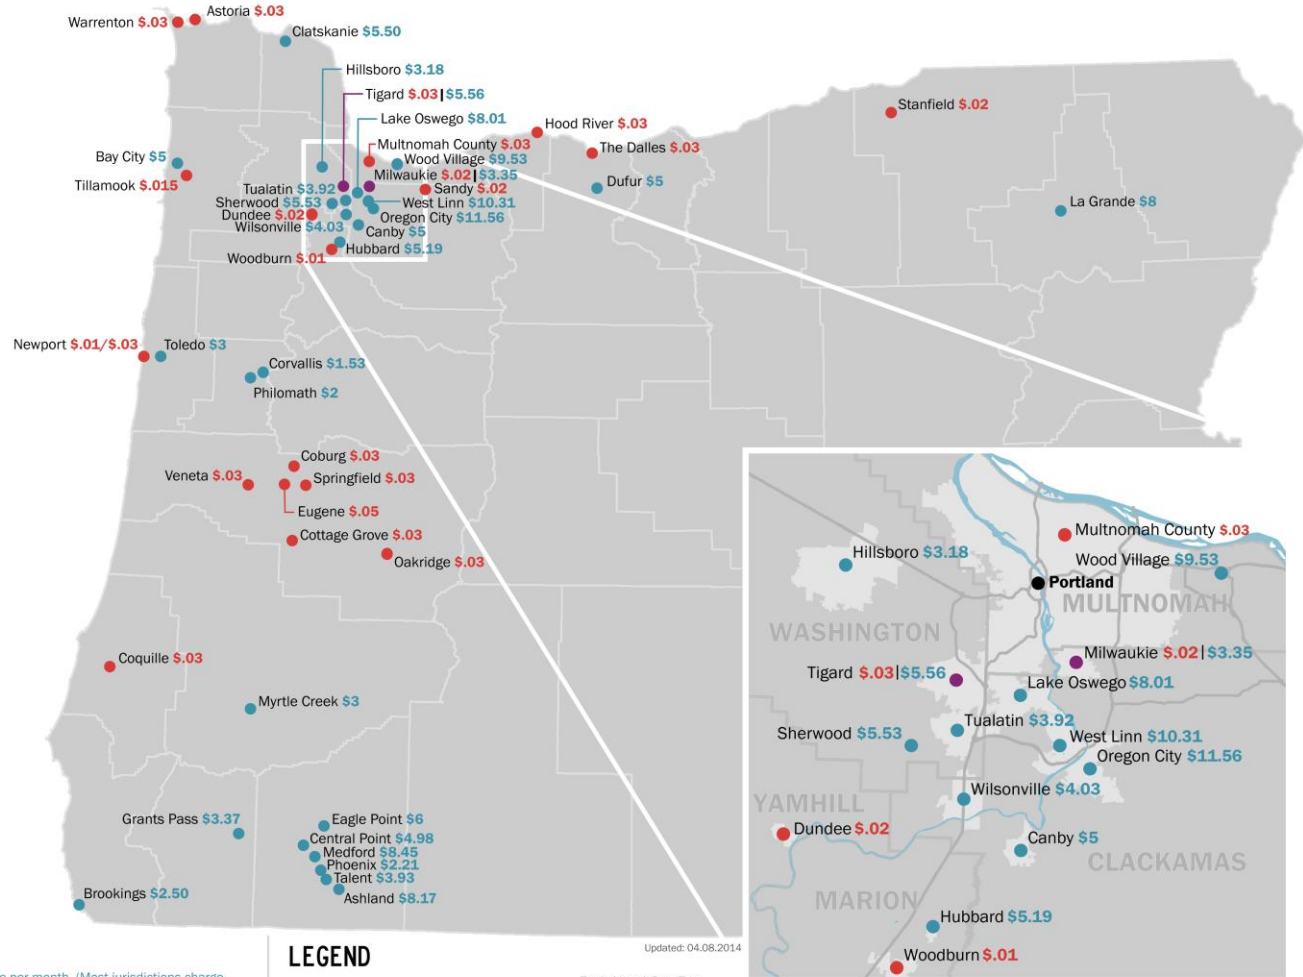 Warrenton $.03
Astoria $.03
Clatskanie $5.50
Hillsboro $3.18
Tigard $.03|$5.56
Lake Oswego $8.01
Multnomah County $.03
Wood Village $9.53
Milwaukie $.02|$3.35
Sandy $.02
West Linn $10.31
Oregon City $11.56
Canby $5
Hubbard $5.19
Bay City $5
Tillamook $.015
Tualatin $3.92
Sherwood $5.53
Dundee $.02
Wilsonville $4.03
Woodburn $.01
Hood River $.03
The Dalles $.03
Dufur $5
Stanfield $.02
La Grande $8
Newport $.01/$.03
Toledo $3
Corvallis $1.53
Philomath $2
Coburg $.03
Veneta $.03
Springfield $.03
Eugene $.05
Cottage Grove $.03
Oakridge $.03
Coquille $.03
Myrtle Creek $3
Grants Pass $3.37
Eagle Point $6
Central Point $4.98
Medford $8.45
Phoenix $2.21
Talent $3.93
Ashland $8.17
Brookings $2.50
Multnomah County $.03
Hillsboro $3.18
Wood Village $9.53
Portland
MULTNOMAH
WASHINGTON
Milwaukie $.02|$3.35
Tigard $.03|$5.56
Lake Oswego $8.01
Tualatin $3.92
Sherwood $5.53
West Linn $10.31
Oregon City $11.56
Wilsonville $4.03
YAMHILL
Dundee $.02
Canby $5
CLACKAMAS
MARION
Hubbard $5.19
Woodburn $.01
Updated: 04.08.2014
LEGEND
per month. (Most jurisdictions charge